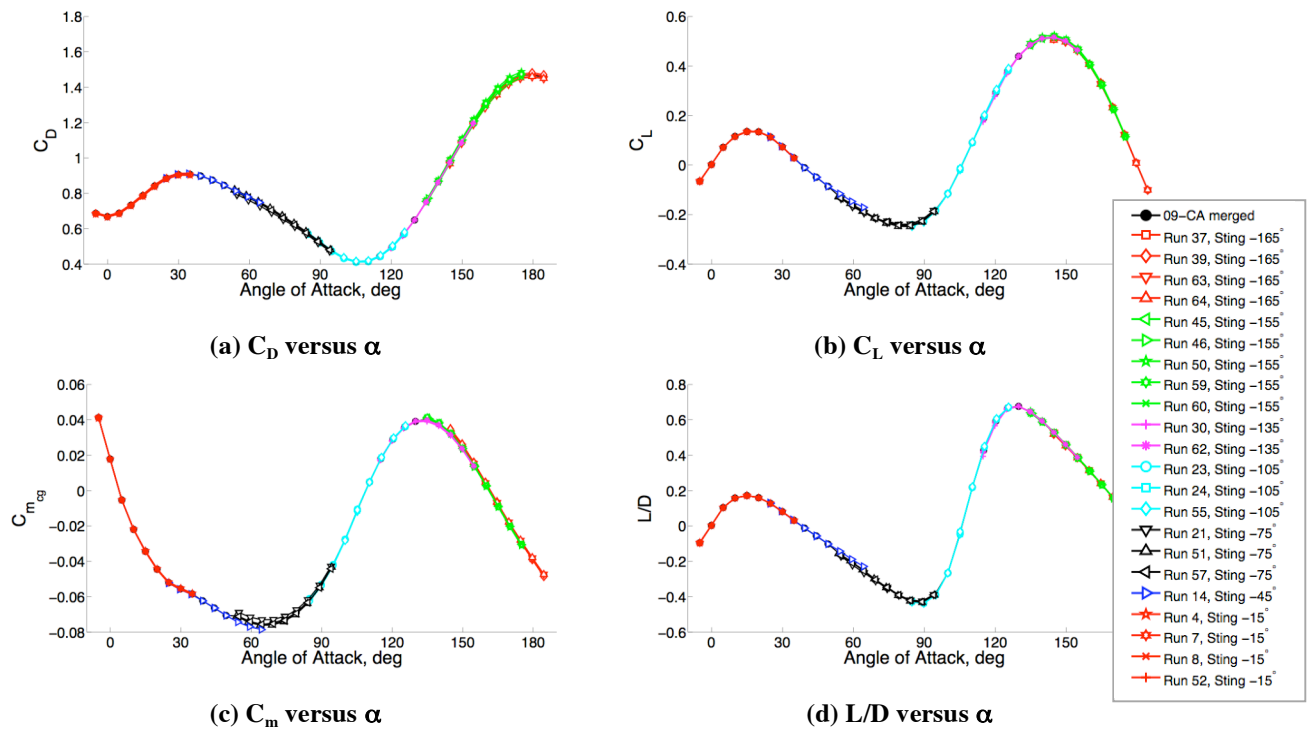 1.8
1.6
1.4
1.2
1
0.8
0.6
0.4
C_D
0 30 60 90 120 150 180
Angle of Attack, deg
(a) C_D versus α
0.6
0.4
0.2
0
−0.2
−0.4
C_L
0 30 60 90 120 150
Angle of Attack, deg
(b) C_L versus α
0.06
0.04
0.02
0
−0.02
−0.04
−0.06
−0.08
C_m_cg
0 30 60 90 120 150 180
Angle of Attack, deg
(c) C_m versus α
0.8
0.6
0.4
0.2
0
−0.2
−0.4
−0.6
L/D
0 30 60 90 120 150
Angle of Attack, deg
(d) L/D versus α
09-CA merged
Run 37, Sting −165°
Run 39, Sting −165°
Run 63, Sting −165°
Run 64, Sting −165°
Run 45, Sting −155°
Run 46, Sting −155°
Run 50, Sting −155°
Run 59, Sting −155°
Run 60, Sting −155°
Run 30, Sting −135°
Run 62, Sting −135°
Run 23, Sting −105°
Run 24, Sting −105°
Run 55, Sting −105°
Run 21, Sting −75°
Run 51, Sting −75°
Run 57, Sting −75°
Run 14, Sting −45°
Run 4, Sting −15°
Run 7, Sting −15°
Run 8, Sting −15°
Run 52, Sting −15°